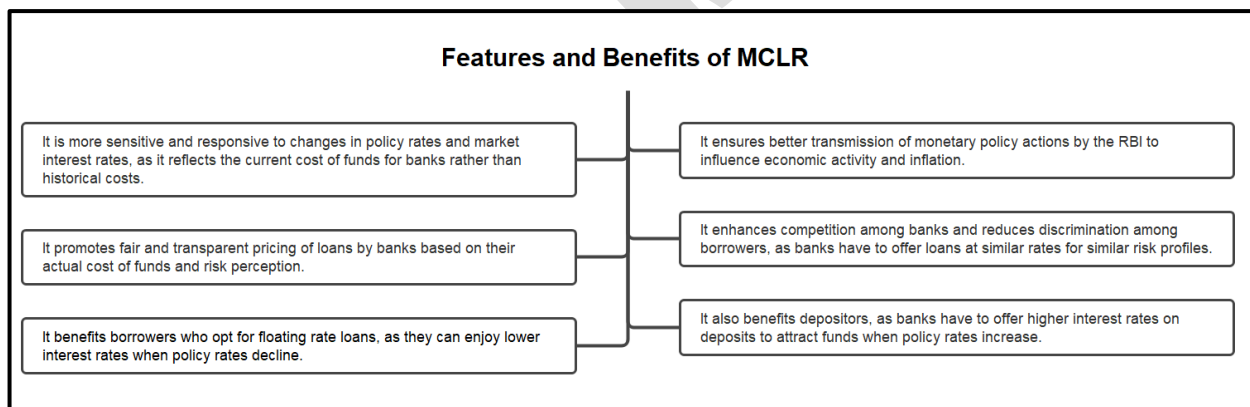 Features and Benefits of MCLR
It is more sensitive and responsive to changes in policy rates and market
interest rates, as it reflects the current cost of funds for banks rather than
historical costs.
It ensures better transmission of monetary policy actions by the RBI to
influence economic activity and inflation.
It promotes fair and transparent pricing of loans by banks based on their
actual cost of funds and risk perception.
It enhances competition among banks and reduces discrimination among
borrowers, as banks have to offer loans at similar rates for similar risk profiles.
It benefits borrowers who opt for floating rate loans, as they can enjoy lower
interest rates when policy rates decline.
It also benefits depositors, as banks have to offer higher interest rates on
deposits to attract funds when policy rates increase.